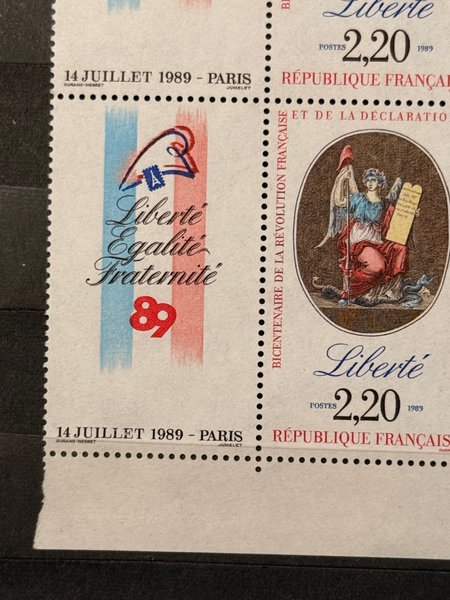 Liberté
POSTES 2,20 1989
RÉPUBLIQUE FRANÇAI
14 JUILLET 1989 - PARIS
DURAND-MEGRET JUMELET
Liberté
Egalité
Fraternité
89
14 JUILLET 1989 - PARIS
DURAND-MEGRET JUMELET
BICENTENAIRE DE LA RÉVOLUTION FRANÇAISE
ET DE LA DÉCLARATIO
Liberté
POSTES 2,20 1989
RÉPUBLIQUE FRANÇAIS